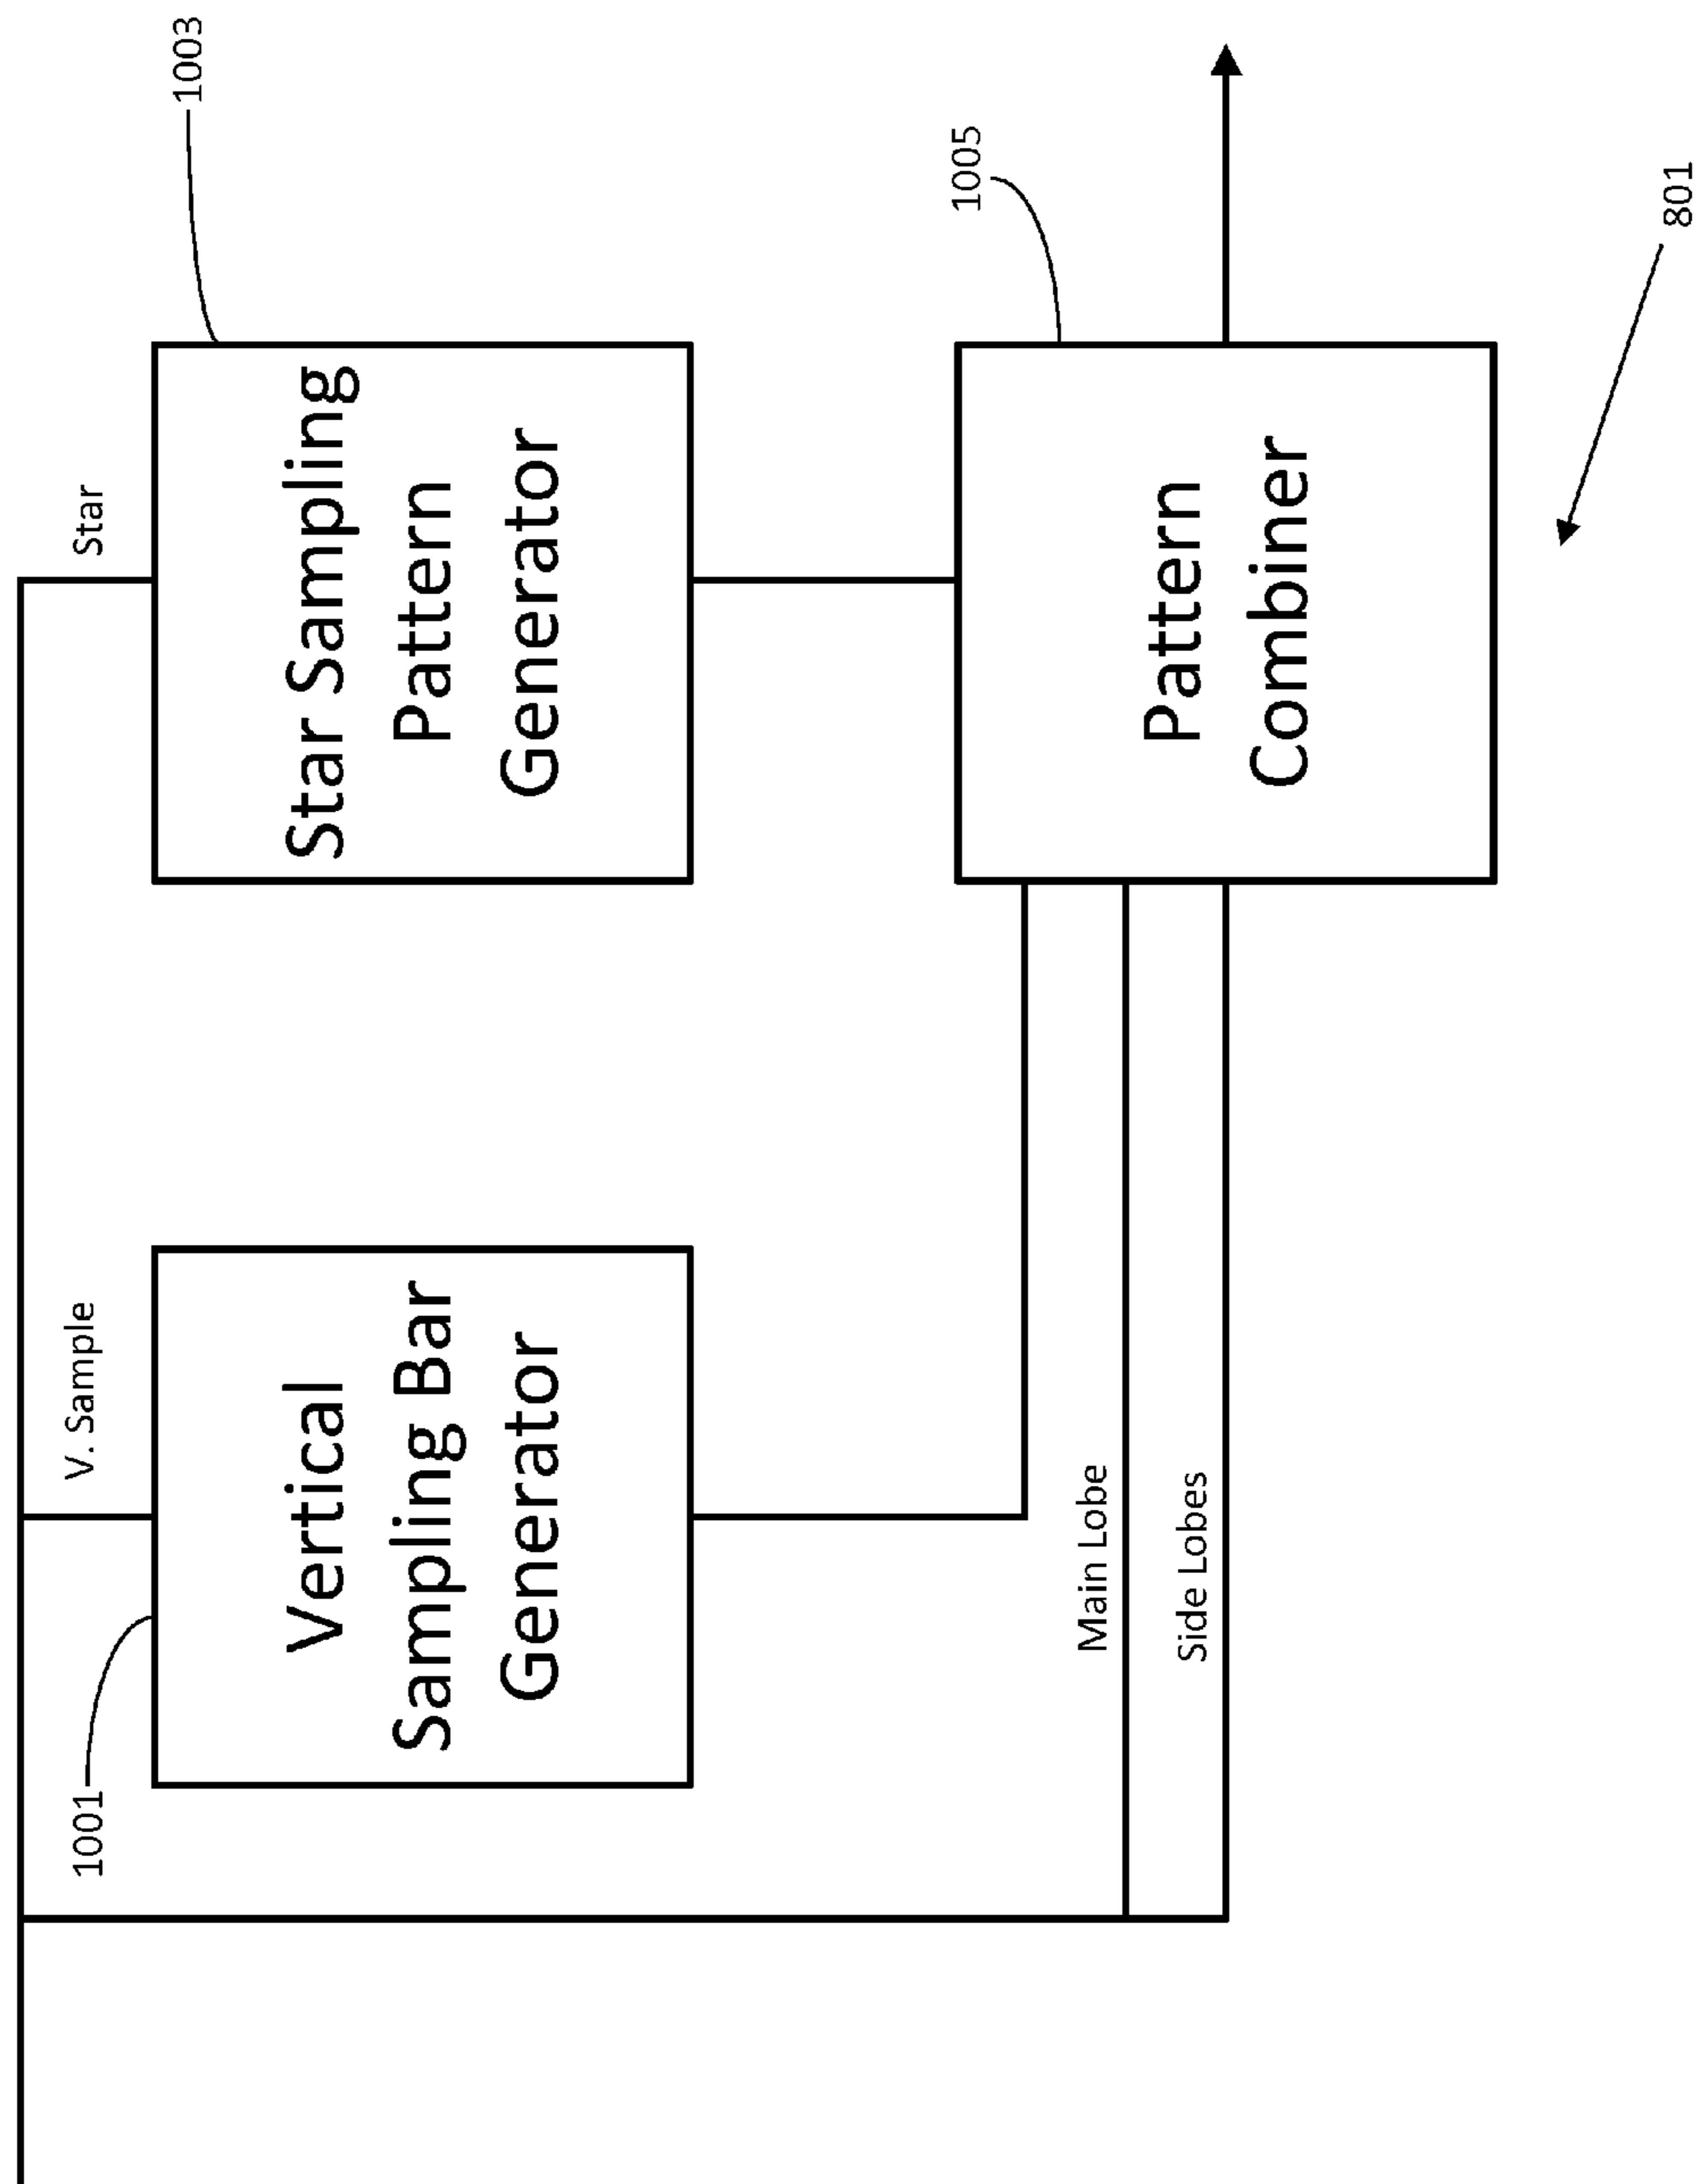 1001
V. Sample
Star
1003
Vertical
Sampling Bar
Generator
Star Sampling
Pattern
Generator
1005
Main Lobe
Side Lobes
Pattern
Combiner
801